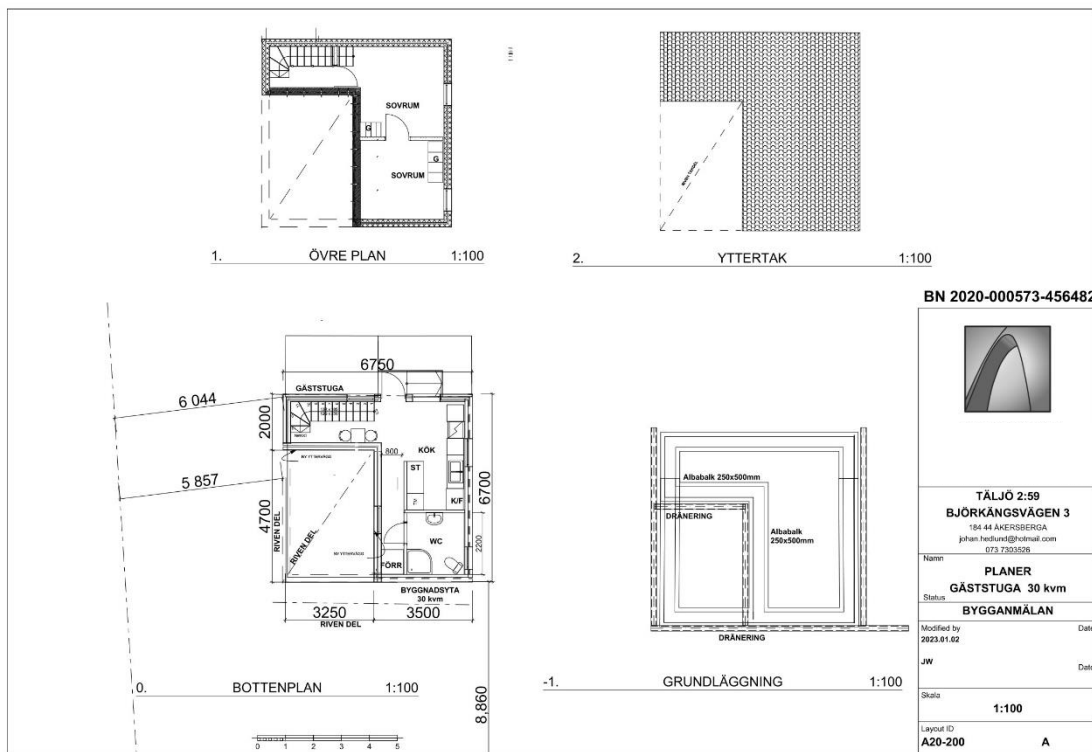 SOVRUM
G
G
SOVRUM
1. ÖVRE PLAN 1:100
2. YTTERTAK 1:100
BN 2020-000573-456482
6750
GÄSTSTUGA
6 044
2000
800
KÖK
ST
5 857
4700
6700
K/F
RIVEN DEL
RIVEN DEL
WC
2200
FÖRR
BYGGNADSYTA
30 kvm
3250
3500
RIVEN DEL
8,860
0. BOTTENPLAN 1:100
0 1 2 3 4 5
Albabalk 250x500mm
DRÄNERING
Albabalk
250x500mm
DRÄNERING
-1. GRUNDLÄGGNING 1:100
TÄLJÖ 2:59
BJÖRKÄNGSVÄGEN 3
184 44 ÅKERSBERGA
johan.hedlund@hotmail.com
073 7303526
Namn
PLANER
GÄSTSTUGA 30 kvm
Status
BYGGANMÄLAN
Modified by
Date
2023.01.02
JW
Date
Skala
1:100
Layout ID
A20-200 A